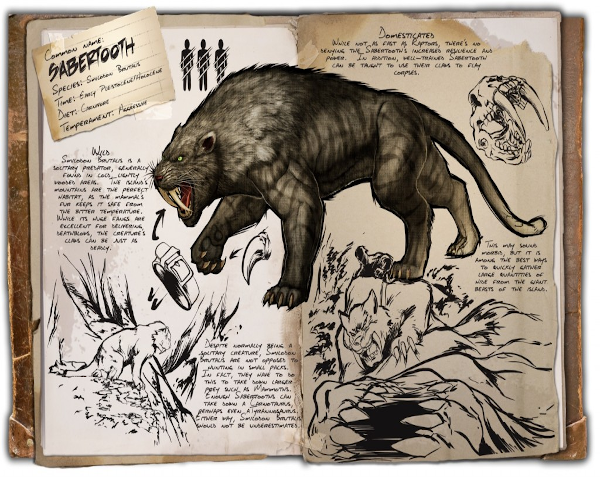 Common name:
Sabertooth
Species: Smilodon Brutalis
Time: Early Pleistocene/Holocene
Diet: Carnivore
Temperament: Aggressive
Wild
Smilodon Brutalis is a
solitary predator, generally
found in cold, lightly
wooded areas. The island's
mountains are the perfect
habitat, as the mammal's
fur keeps it safe from
the bitter temperature.
While its huge fangs are
excellent for delivering
deathblows, the creature's
claws can be just as
deadly.
Despite normally being a
solitary creature, Smilodon
Brutalis are not opposed to
hunting in small packs.
In fact, they have to do
this to take down larger
prey such as Mammoths.
Enough Sabertooths can
take down a Carnotaurus,
perhaps even a Tyrannosaurus.
Either way, Smilodon Brutalis
should not be underestimated.
Domesticated
While not as fast as Raptors, there's no
denying the Sabertooth's increased resilience and
power. In addition, well-trained Sabertooth
can be taught to use their claws to flay
corpses.
This may sound
morbid, but it is
among the best ways
to quickly gather
large quantities of
hide from the giant
beasts of the island.